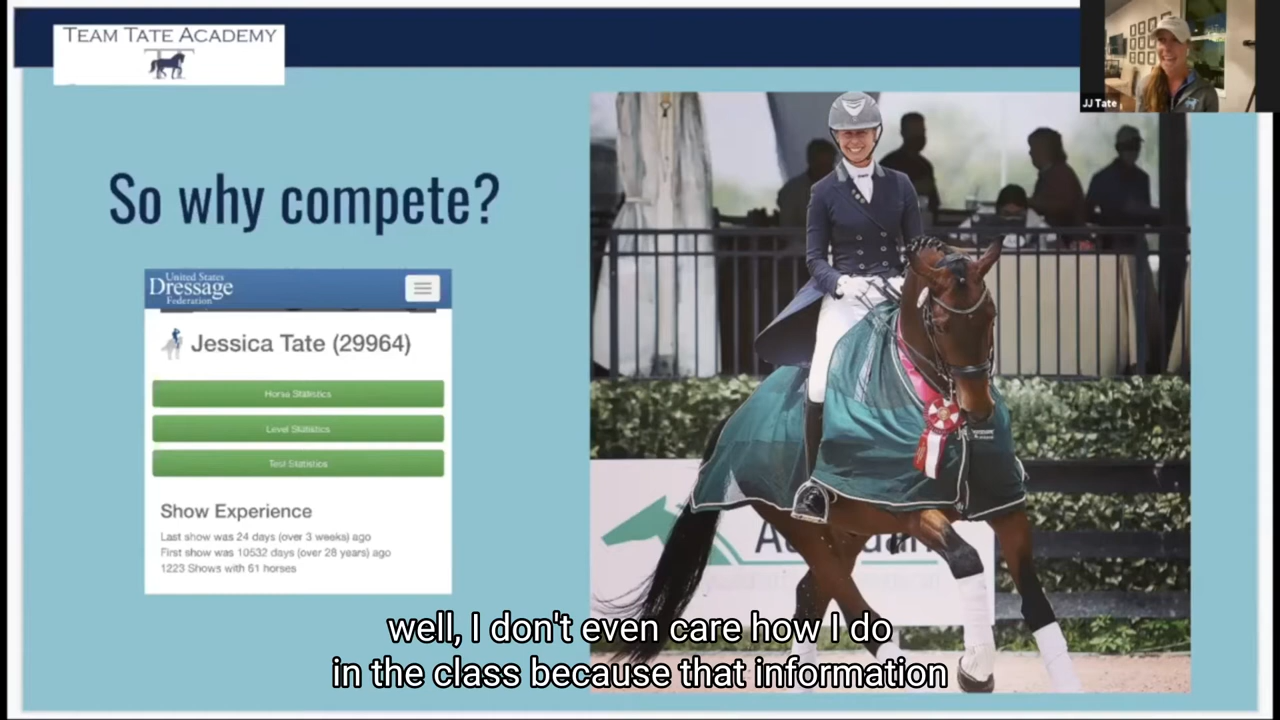 TEAM TATE ACADEMY
JJ Tate
So why compete?
United States
Dressage
Federation
Jessica Tate (29964)
Horse Statistics
Level Statistics
Test Statistics
Show Experience
Last show was 24 days (over 3 weeks) ago
First show was 10532 days (over 28 years) ago
1223 Shows with 61 horses
well, I don't even care how I do
in the class because that information